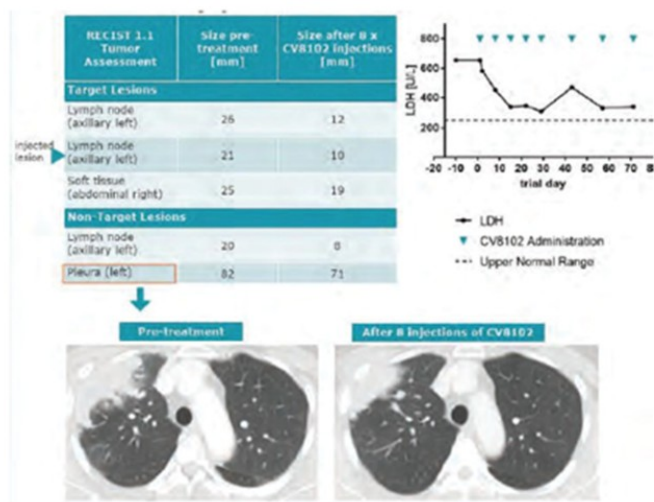 RECIST 1.1
Tumor
Assessment
Size pre-
treatment
[mm]
Size after 8 x
CV8102 injections
[mm]
Target Lesions
Lymph node
(axillary left)
26
12
injected
lesion
Lymph node
(axillary left)
21
10
Soft tissue
(abdominal right)
25
19
Non-Target Lesions
Lymph node
(axillary left)
20
8
Pleura (left)
82
71
LDH [U/L]
800
600
400
200
-20 -10 0 10 20 30 40 50 60 70
trial day
LDH
CV8102 Administration
Upper Normal Range
Pre-treatment
After 8 injections of CV8102